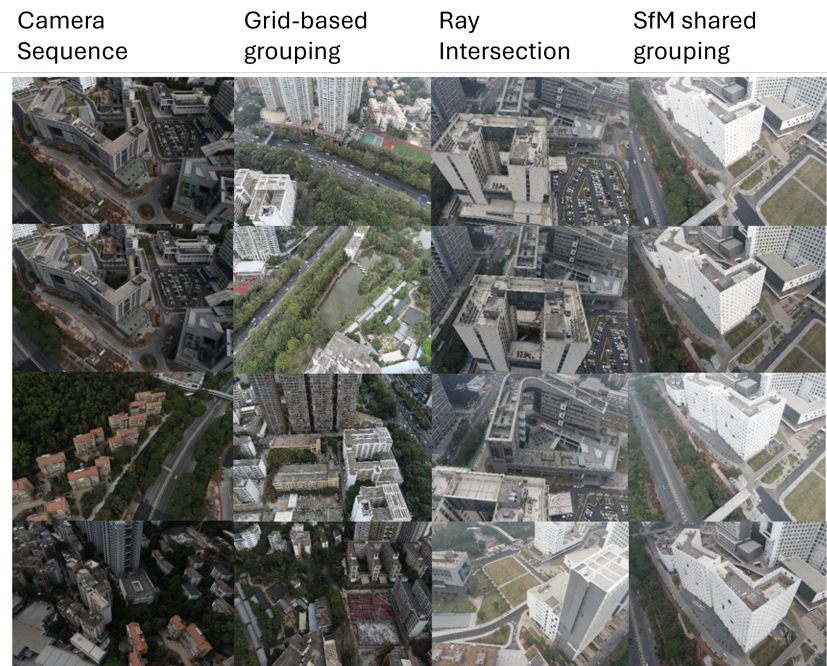 Camera
Sequence
Grid-based
grouping
Ray
Intersection
SfM shared
grouping